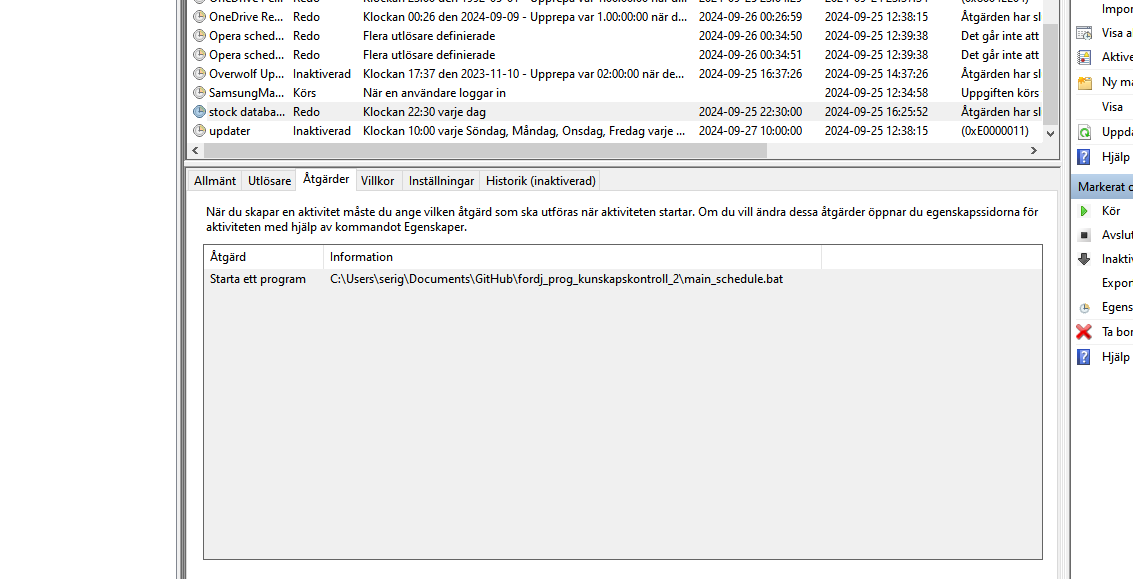 OneDrive Re... Redo Klockan 00:26 den 2024-09-09 - Upprepa var 1.00:00:00 när d... 2024-09-26 00:26:59 2024-09-25 12:38:15 Åtgärden har sl
Opera sched... Redo Flera utlösare definierade 2024-09-26 00:34:50 2024-09-25 12:39:38 Det går inte att
Opera sched... Redo Flera utlösare definierade 2024-09-26 00:34:51 2024-09-25 12:39:38 Det går inte att
Overwolf Up... Inaktiverad Klockan 17:37 den 2023-11-10 - Upprepa var 02:00:00 när de... 2024-09-25 16:37:26 2024-09-25 14:37:26 Åtgärden har sl
SamsungMa... Körs När en användare loggar in 2024-09-25 12:34:58 Uppgiften körs
stock databa... Redo Klockan 22:30 varje dag 2024-09-25 22:30:00 2024-09-25 16:25:52 Åtgärden har sl
updater Inaktiverad Klockan 10:00 varje Söndag, Måndag, Onsdag, Fredag varje ... 2024-09-27 10:00:00 2024-09-25 12:38:15 (0xE0000011)
Allmänt Utlösare Åtgärder Villkor Inställningar Historik (inaktiverad)
När du skapar en aktivitet måste du ange vilken åtgärd som ska utföras när aktiviteten startar. Om du vill ändra dessa åtgärder öppnar du egenskapssidorna för
aktiviteten med hjälp av kommandot Egenskaper.
Åtgärd Information
Starta ett program C:\Users\serig\Documents\GitHub\fordj_prog_kunskapskontroll_2\main_schedule.bat
Impor
Visa a
Aktive
Ny ma
Visa
Uppda
Hjälp
Markerat o
Kör
Avslut
Inakti
Expor
Egens
Ta bor
Hjälp